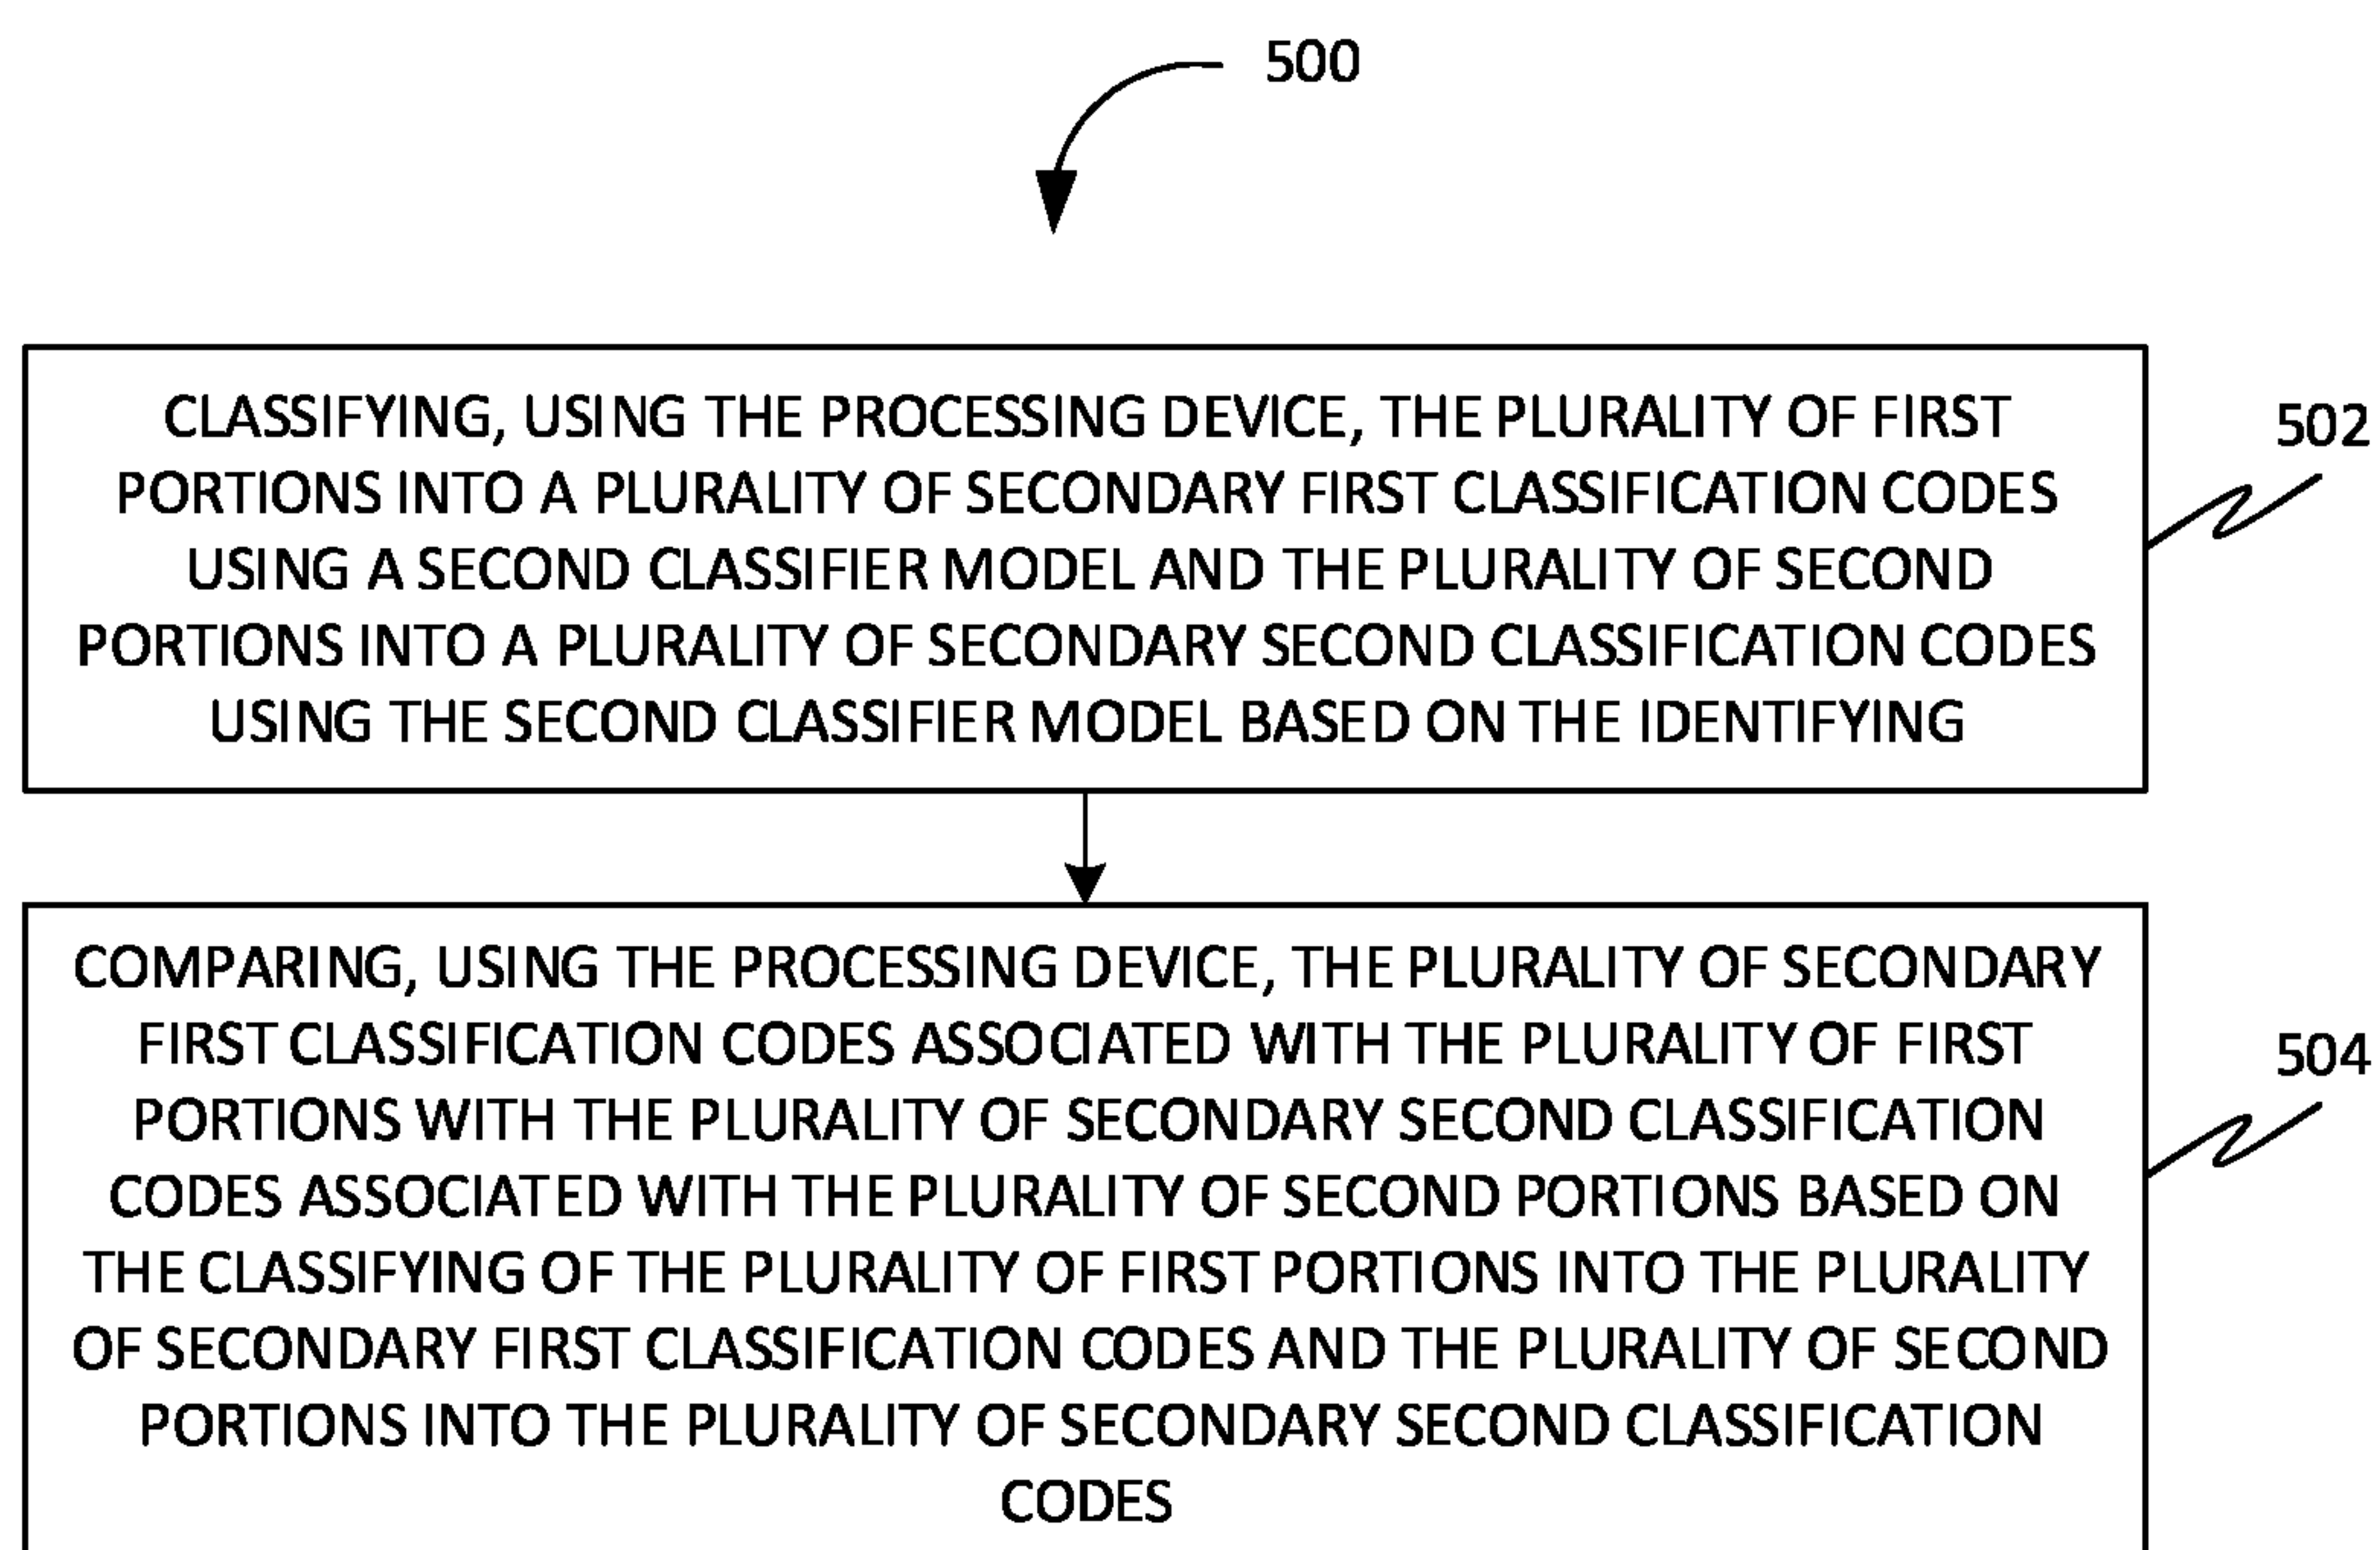 500
CLASSIFYING, USING THE PROCESSING DEVICE, THE PLURALITY OF FIRST
PORTIONS INTO A PLURALITY OF SECONDARY FIRST CLASSIFICATION CODES
USING A SECOND CLASSIFIER MODEL AND THE PLURALITY OF SECOND
PORTIONS INTO A PLURALITY OF SECONDARY SECOND CLASSIFICATION CODES
USING THE SECOND CLASSIFIER MODEL BASED ON THE IDENTIFYING
502
COMPARING, USING THE PROCESSING DEVICE, THE PLURALITY OF SECONDARY
FIRST CLASSIFICATION CODES ASSOCIATED WITH THE PLURALITY OF FIRST
PORTIONS WITH THE PLURALITY OF SECONDARY SECOND CLASSIFICATION
CODES ASSOCIATED WITH THE PLURALITY OF SECOND PORTIONS BASED ON
THE CLASSIFYING OF THE PLURALITY OF FIRST PORTIONS INTO THE PLURALITY
OF SECONDARY FIRST CLASSIFICATION CODES AND THE PLURALITY OF SECOND
PORTIONS INTO THE PLURALITY OF SECONDARY SECOND CLASSIFICATION
CODES
504